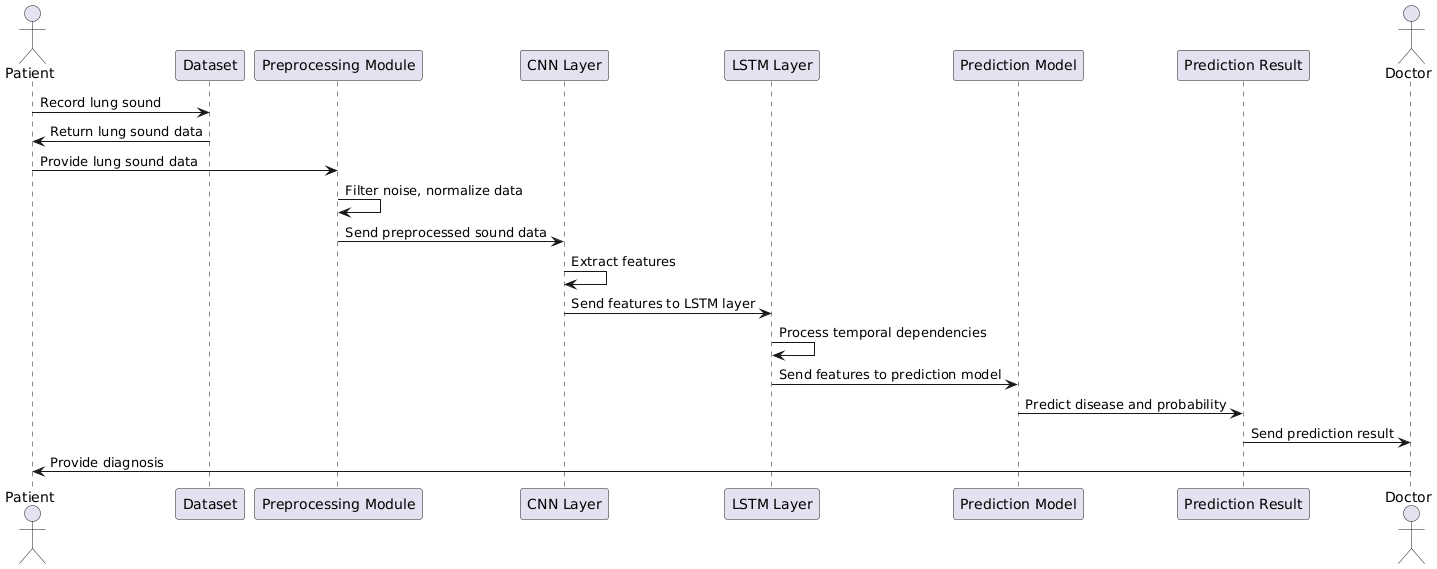 Patient
Dataset
Preprocessing Module
CNN Layer
LSTM Layer
Prediction Model
Prediction Result
Doctor
Record lung sound
Return lung sound data
Provide lung sound data
Filter noise, normalize data
Send preprocessed sound data
Extract features
Send features to LSTM layer
Process temporal dependencies
Send features to prediction model
Predict disease and probability
Send prediction result
Provide diagnosis
Patient
Dataset
Preprocessing Module
CNN Layer
LSTM Layer
Prediction Model
Prediction Result
Doctor